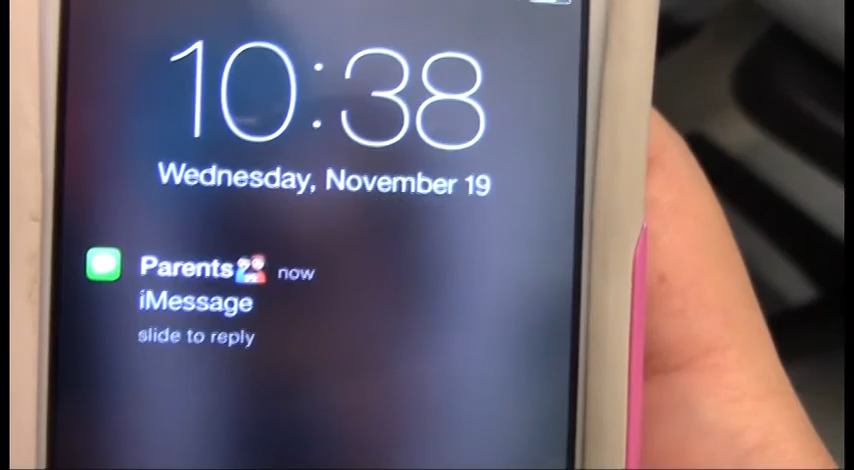 10:38
Wednesday, November 19
Parents now
iMessage
slide to reply